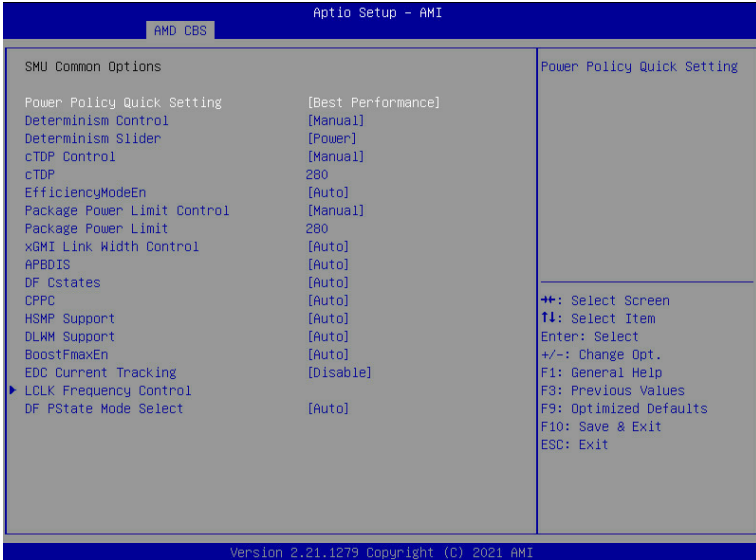 Aptio Setup – AMI
AMD CBS
SMU Common Options
Power Policy Quick Setting [Best Performance]
Determinism Control [Manual]
Determinism Slider [Power]
cTDP Control [Manual]
cTDP 280
EfficiencyModeEn [Auto]
Package Power Limit Control [Manual]
Package Power Limit 280
xGMI Link Width Control [Auto]
APBDIS [Auto]
DF Cstates [Auto]
CPPC [Auto]
HSMP Support [Auto]
DLWM Support [Auto]
BoostFmaxEn [Auto]
EDC Current Tracking [Disable]
LCLK Frequency Control
DF PState Mode Select [Auto]
Power Policy Quick Setting
→←: Select Screen
↑↓: Select Item
Enter: Select
+/-: Change Opt.
F1: General Help
F3: Previous Values
F9: Optimized Defaults
F10: Save & Exit
ESC: Exit
Version 2.21.1279 Copyright (C) 2021 AMI